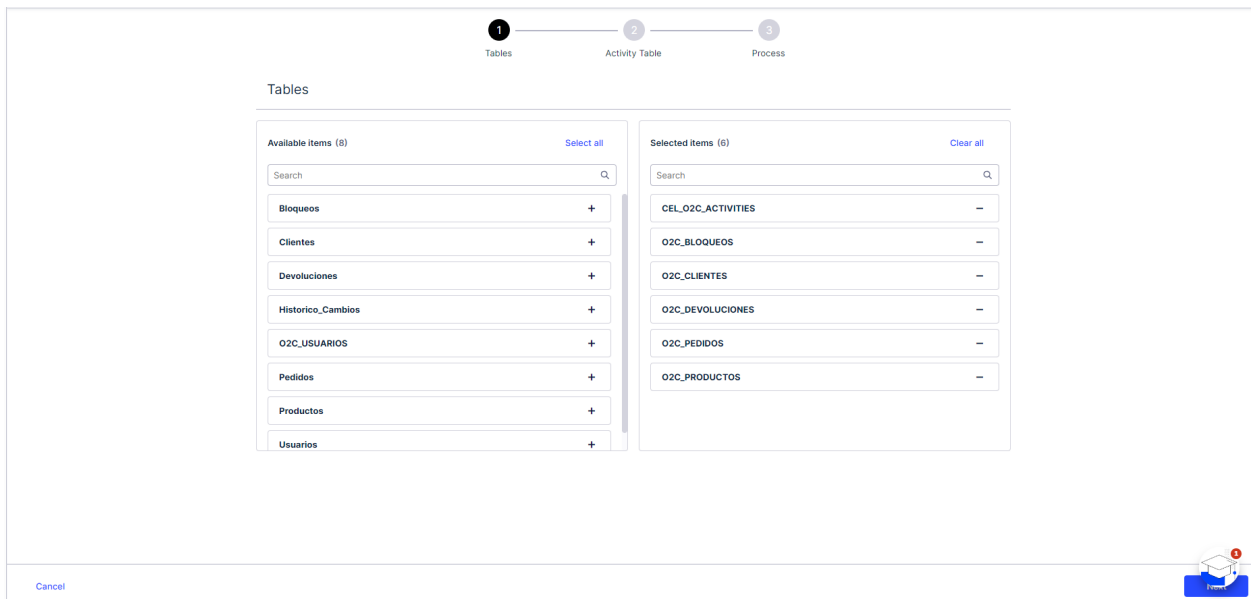 1
2
3
Tables
Activity Table
Process
Tables
Available items (8)
Select all
Search
Bloqueos
Clientes
Devoluciones
Historico_Cambios
O2C_USUARIOS
Pedidos
Productos
Usuarios
Selected items (6)
Clear all
Search
CEL_O2C_ACTIVITIES
O2C_BLOQUEOS
O2C_CLIENTES
O2C_DEVOLUCIONES
O2C_PEDIDOS
O2C_PRODUCTOS
Cancel
1
Next